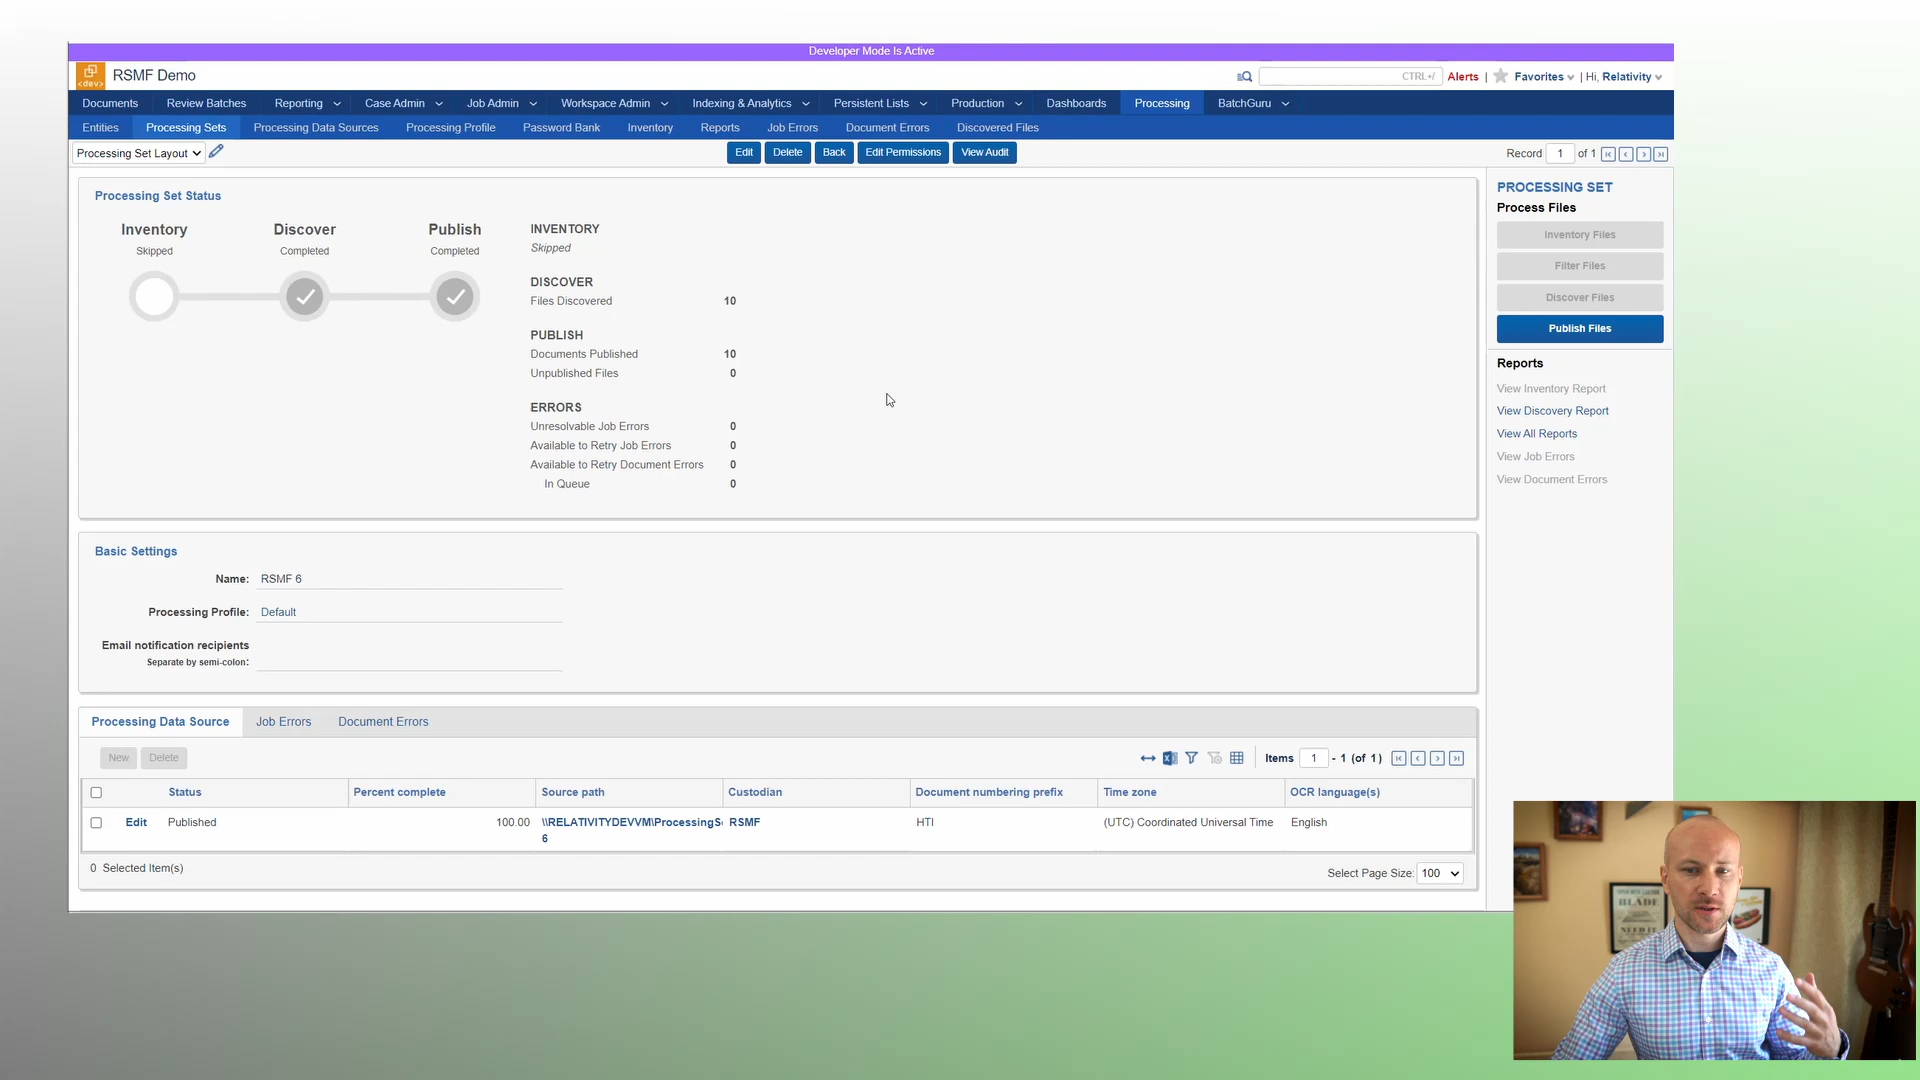 Developer Mode Is Active
<dev>
RSMF Demo
CTRL+/
Alerts | Favorites | Hi, Relativity
Documents Review Batches Reporting Case Admin Job Admin Workspace Admin Indexing & Analytics Persistent Lists Production Dashboards Processing BatchGuru
Entities Processing Sets Processing Data Sources Processing Profile Password Bank Inventory Reports Job Errors Document Errors Discovered Files
Processing Set Layout Edit Delete Back Edit Permissions View Audit Record 1 of 1
Processing Set Status
Inventory Discover Publish
Skipped Completed Completed
INVENTORY
Skipped
DISCOVER
Files Discovered 10
PUBLISH
Documents Published 10
Unpublished Files 0
ERRORS
Unresolvable Job Errors 0
Available to Retry Job Errors 0
Available to Retry Document Errors 0
In Queue 0
PROCESSING SET
Process Files
Inventory Files
Filter Files
Discover Files
Publish Files
Reports
View Inventory Report
View Discovery Report
View All Reports
View Job Errors
View Document Errors
Basic Settings
Name: RSMF 6
Processing Profile: Default
Email notification recipients
Separate by semi-colon:
Processing Data Source Job Errors Document Errors
New Delete Items 1 - 1 (of 1)
Status Percent complete Source path Custodian Document numbering prefix Time zone OCR language(s)
Edit Published 100.00 \\RELATIVITYDEVVM\ProcessingS RSMF HTI (UTC) Coordinated Universal Time English
6
0 Selected Item(s)
Select Page Size: 100
BLADE
NEED IT